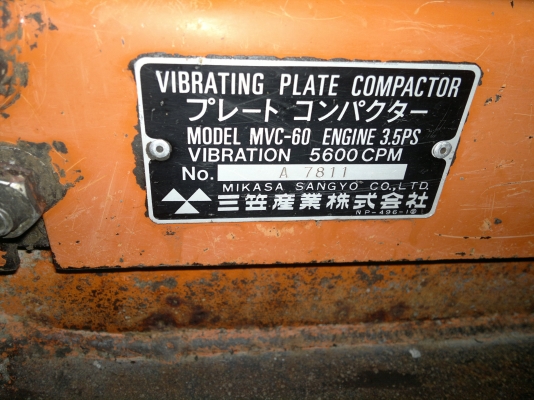 VIBRATING PLATE COMPACTOR
プレート コンパクター
MODEL MVC-60 ENGINE 3.5PS
VIBRATION 5600 CPM
No. A 7811
MIKASA SANGYO CO., LTD.
三笠産業株式会社
NP-496-1